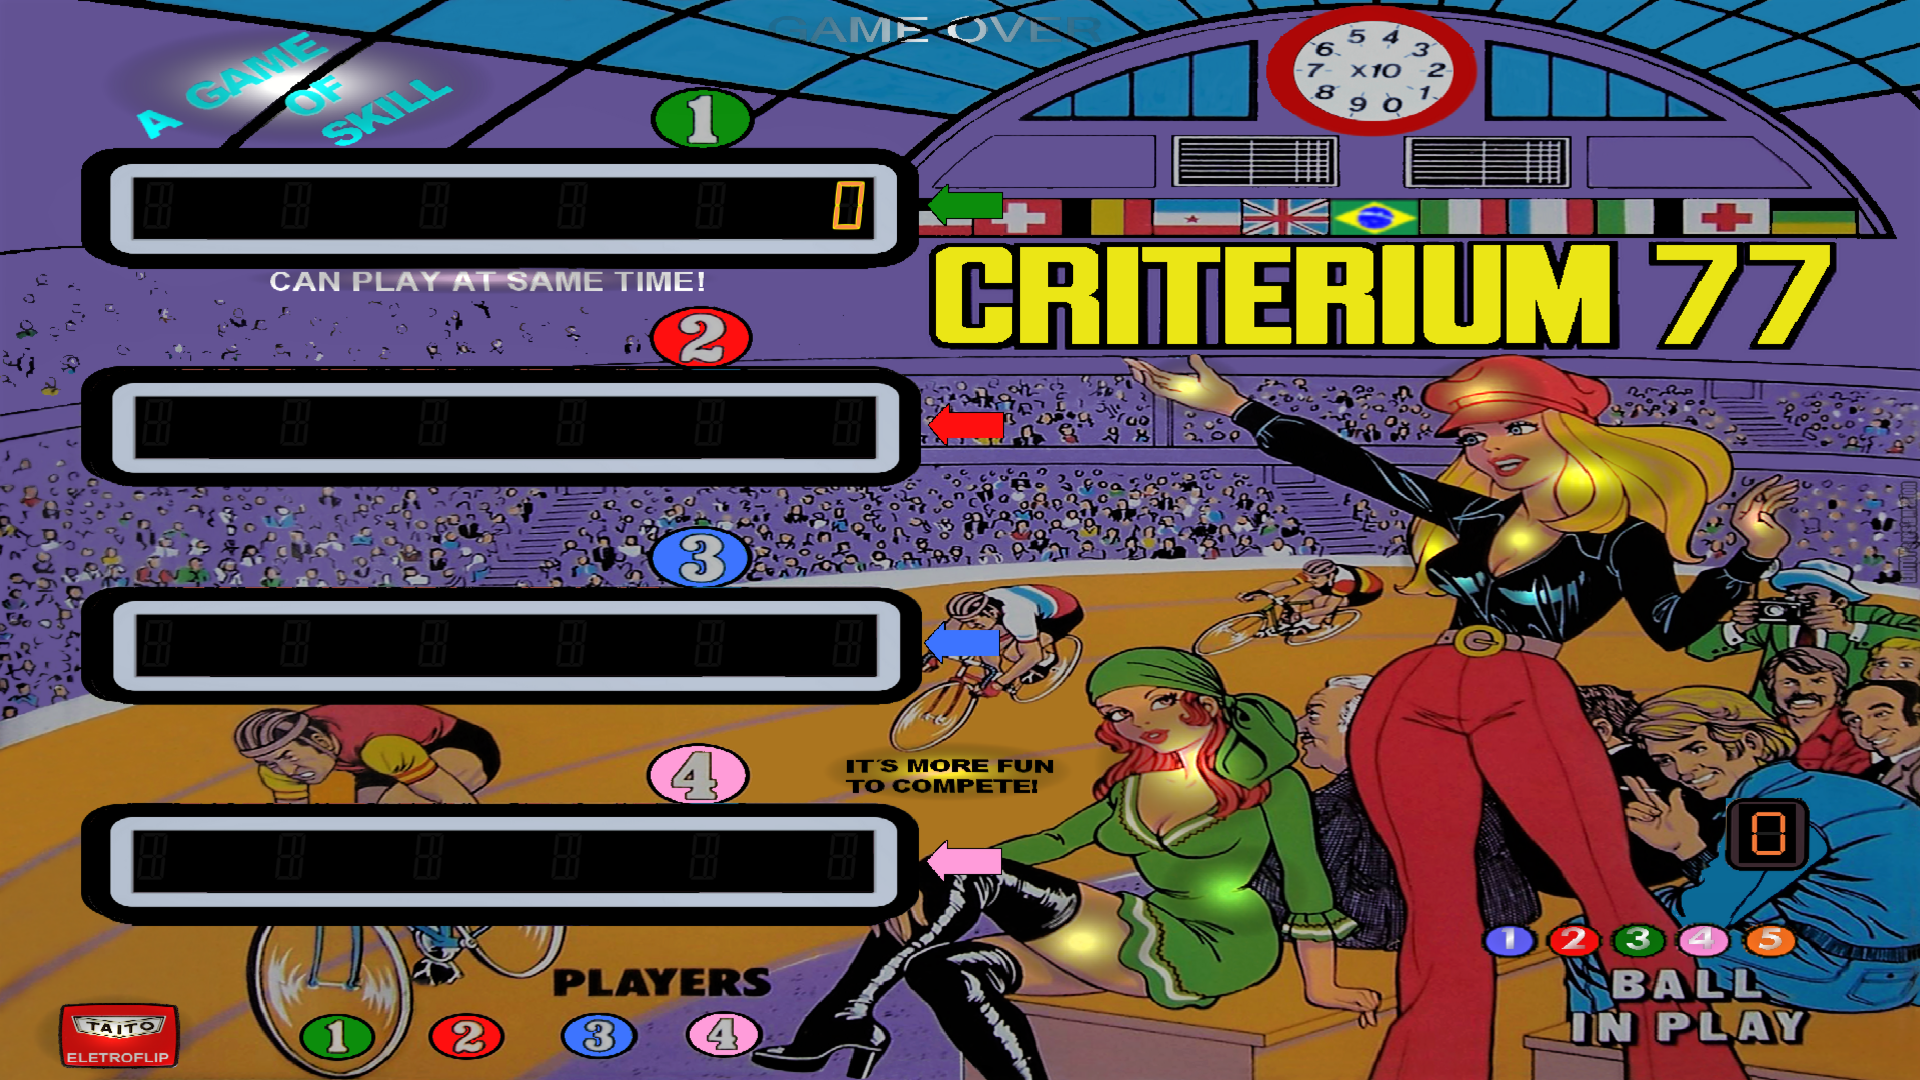 GAME OVER
A GAME
OF
SKILL
5 4
6 3
7 X10 2
8 1
9 0
1
0
CAN PLAY AT SAME TIME!
CRITERIUM 77
2
3
4
IT'S MORE FUN
TO COMPETE!
0
1 2 3 4 5
BALL
IN PLAY
PLAYERS
1 2 3 4
TAITO
ELETROFLIP